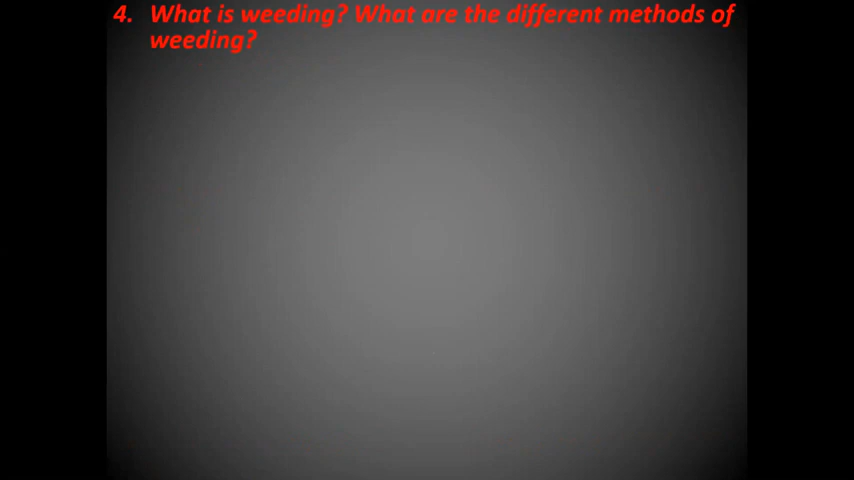 4. What is weeding? What are the different methods of
weeding?